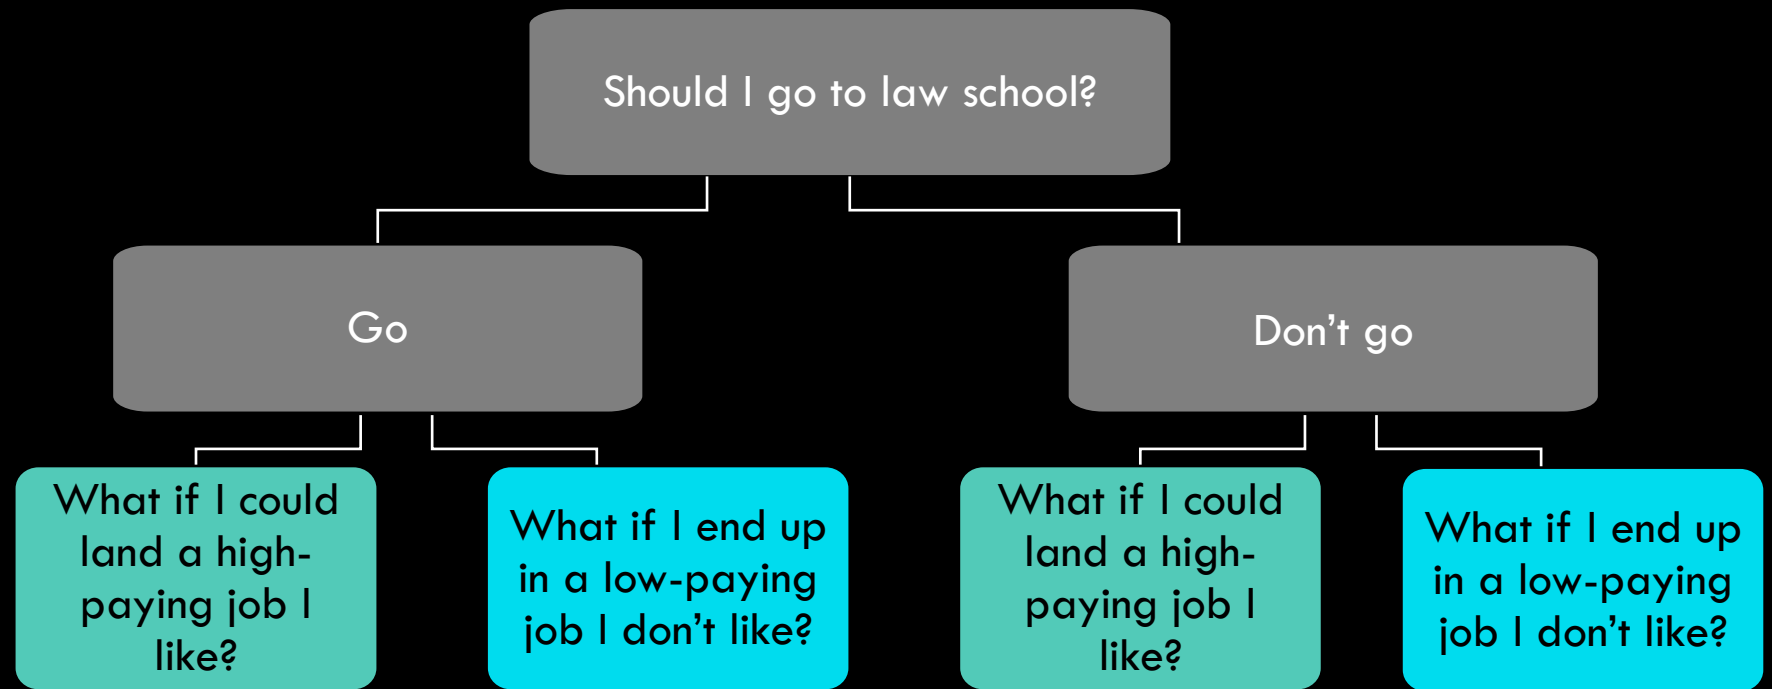 Should I go to law school?
Go
Don’t go
What if I could
land a high-
paying job I
like?
What if I end up
in a low-paying
job I don’t like?
What if I could
land a high-
paying job I
like?
What if I end up
in a low-paying
job I don’t like?